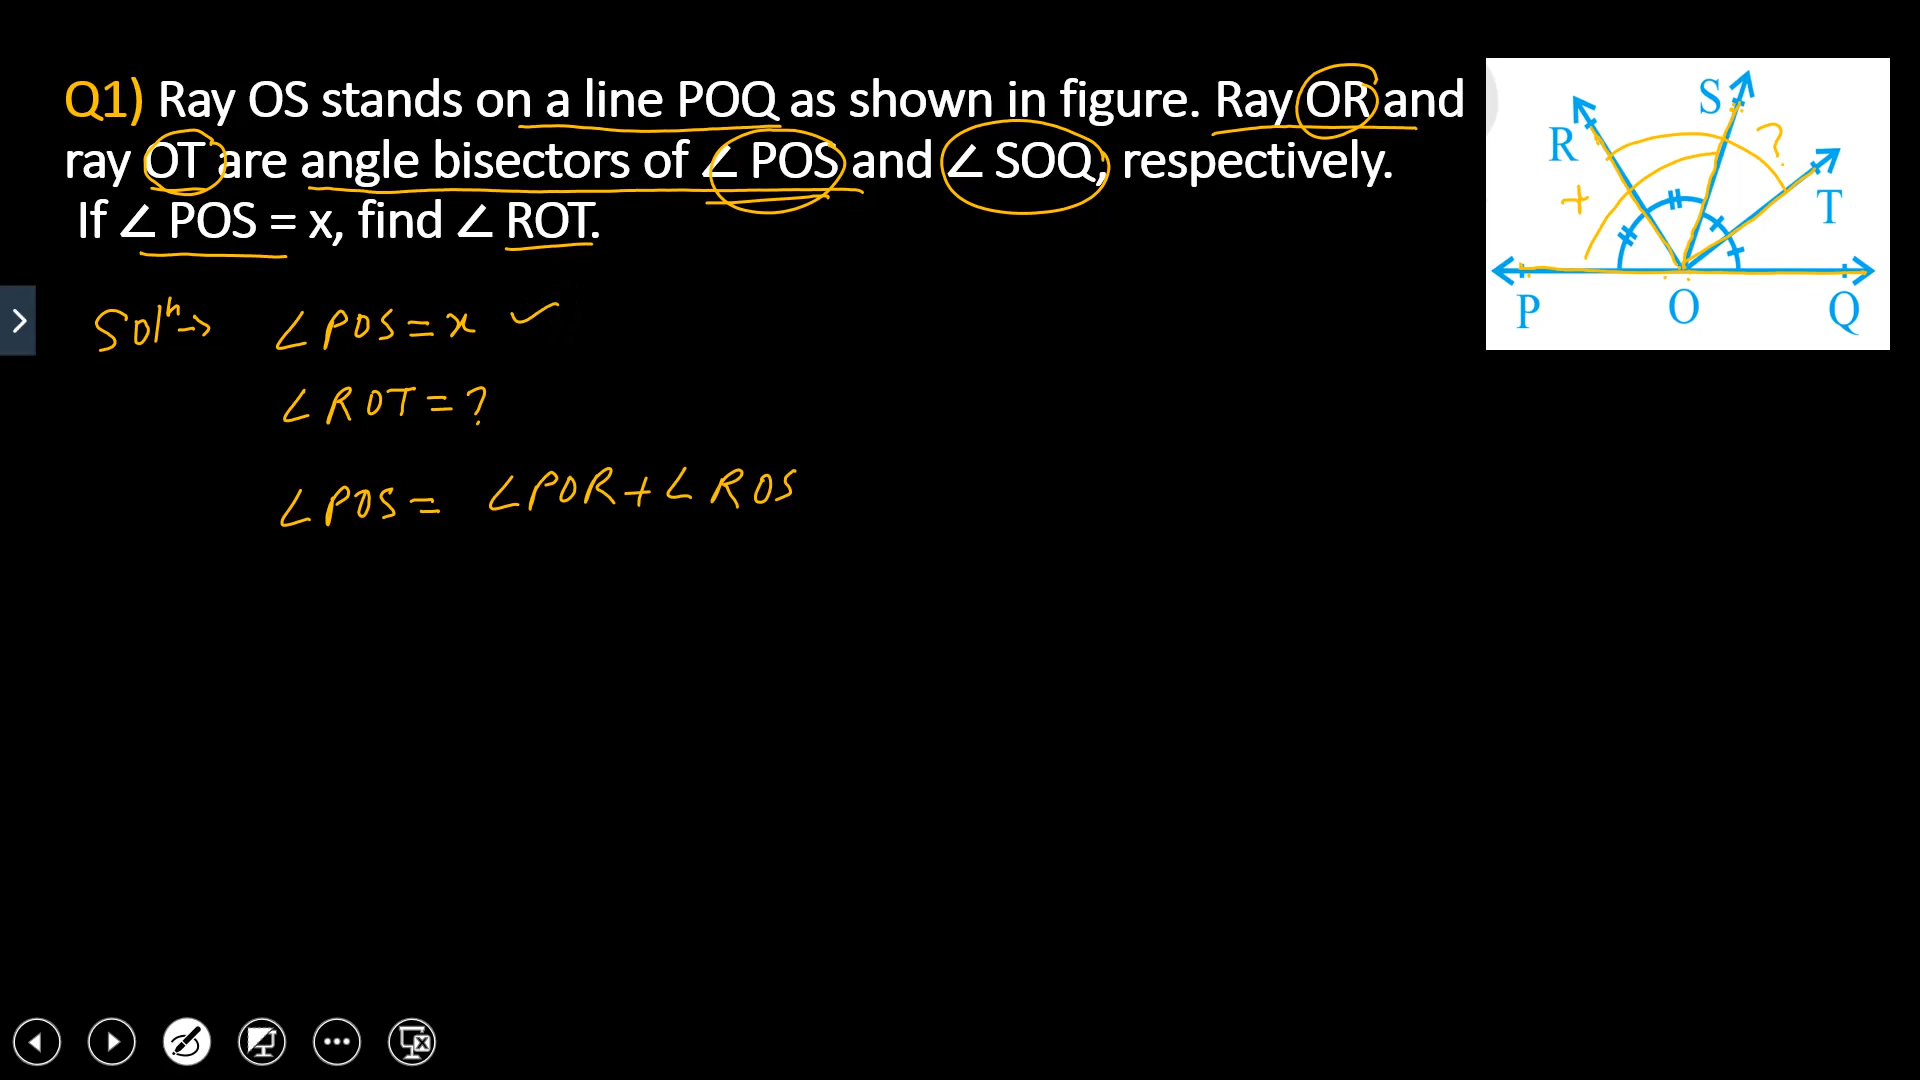 Q1) Ray OS stands on a line POQ as shown in figure. Ray OR and
ray OT are angle bisectors of ∠ POS and ∠ SOQ, respectively.
If ∠ POS = x, find ∠ ROT.
Solⁿ→ ∠POS = x ✓
∠ROT = ?
∠POS = ∠POR + ∠ROS
S
?
R
x
T
P O Q